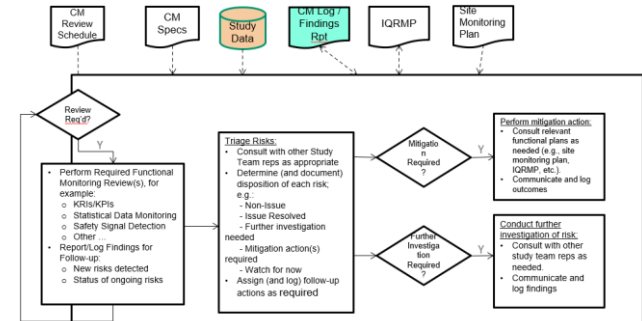 CM
Review
Schedule
CM
Specs
Study
Data
CM Log /
Findings
Rpt
IQRMP
Site
Monitoring
Plan
Review
Req'd?
Y
• Perform Required Functional
Monitoring Review(s), for
example:
o KRIs/KPIs
o Statistical Data Monitoring
o Safety Signal Detection
o Other ...
• Report/Log Findings for
Follow-up:
o New risks detected
o Status of ongoing risks
Triage Risks:
• Consult with other Study
Team reps as appropriate
• Determine (and document)
disposition of each risk;
e.g.:
- Non-Issue
- Issue Resolved
- Further investigation
needed
- Mitigation action(s)
required
- Watch for now
• Assign (and log) follow-up
actions as required
Mitigatio
n
Required
?
Y
Perform mitigation action:
• Consult relevant
functional plans as
needed (e.g., site
monitoring plan,
IQRMP, etc.).
• Communicate and log
outcomes
Further
Investiga
tion
Required
?
Y
Conduct further
investigation of risk:
• Consult with other
study team reps as
needed.
• Communicate and
log findings